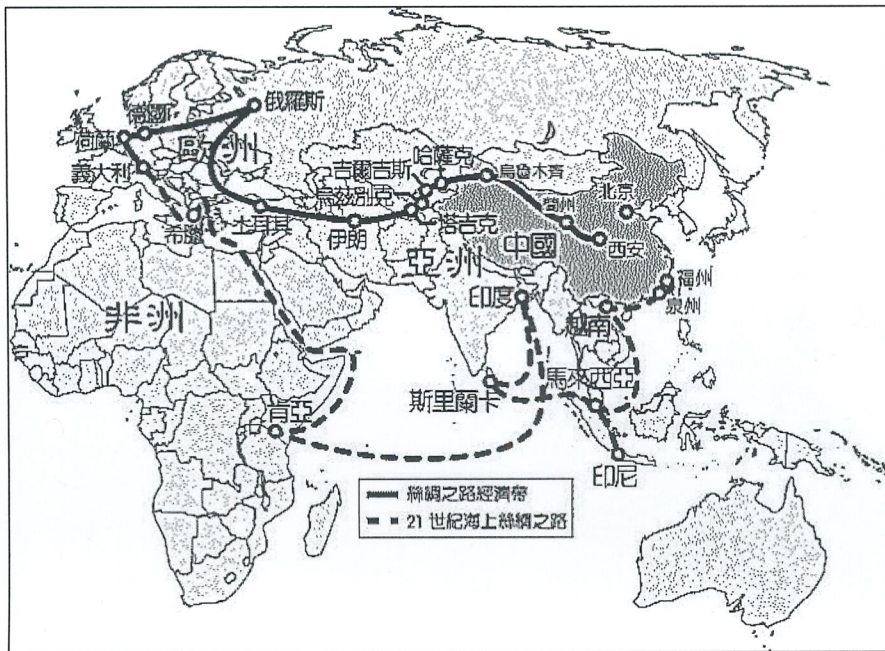 俄羅斯
德國
荷蘭
歐洲
義大利
希臘
土耳其
伊朗
吉爾吉斯
哈薩克
烏茲別克
塔吉克
烏魯木齊
蘭州
北京
西安
中國
亞洲
印度
福州
泉州
越南
非洲
馬來西亞
斯里蘭卡
肯亞
印尼
絲綢之路經濟帶
21世紀海上絲綢之路